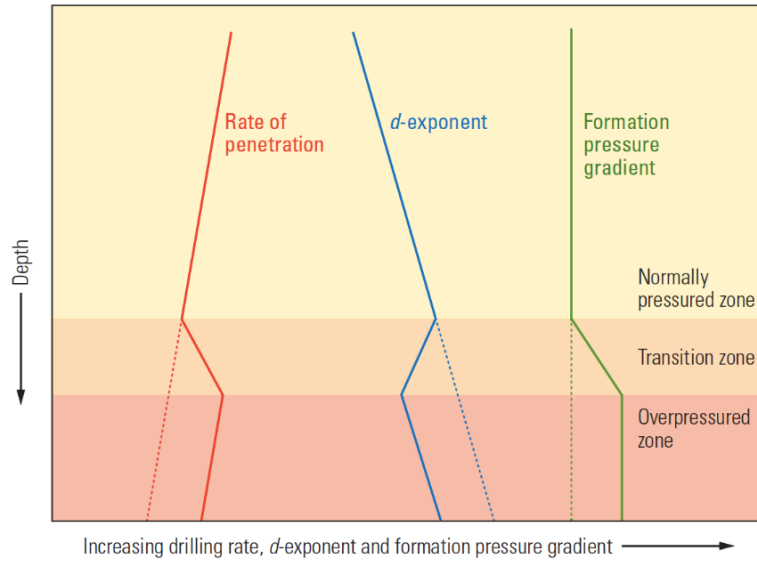 Rate of
penetration
d-exponent
Formation
pressure
gradient
Depth
Normally
pressured zone
Transition zone
Overpressured
zone
Increasing drilling rate, d-exponent and formation pressure gradient